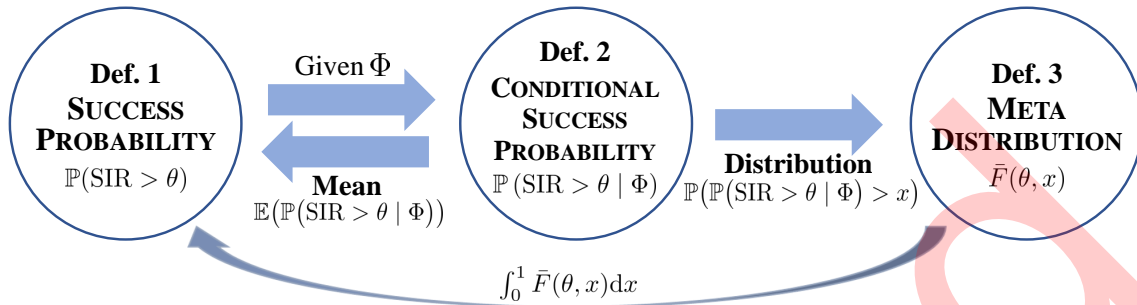 Def. 1
SUCCESS
PROBABILITY
ℙ(SIR > θ)
Given Φ
Mean
𝔼(ℙ(SIR > θ | Φ))
Def. 2
CONDITIONAL
SUCCESS
PROBABILITY
ℙ(SIR > θ | Φ)
Distribution
ℙ(ℙ(SIR > θ | Φ) > x)
Def. 3
META
DISTRIBUTION
F̄(θ, x)
∫₀¹ F̄(θ, x)dx